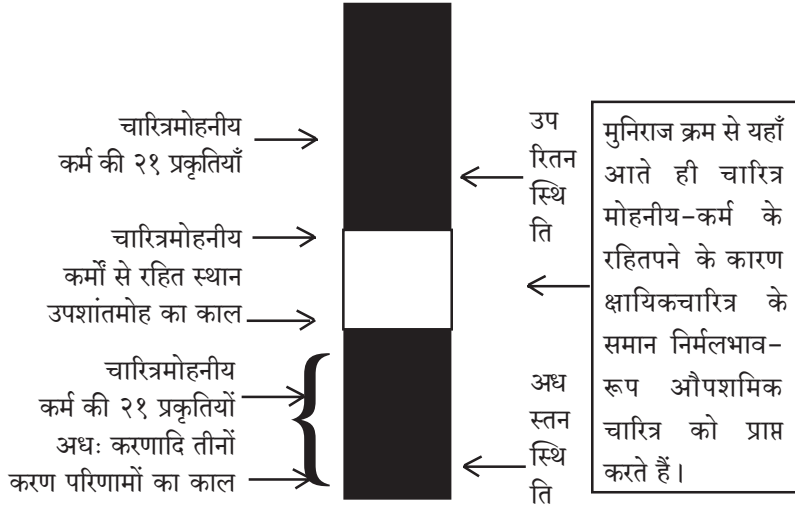 चारित्रमोहनीय
कर्म की २१ प्रकृतियाँ
चारित्रमोहनीय
कर्मों से रहित स्थान
उपशांतमोह का काल
चारित्रमोहनीय
कर्म की २१ प्रकृतियों
अधः करणादि तीनों
करण परिणामों का काल
उप
रितन
स्थि
ति
अध
स्तन
स्थि
ति
मुनिराज क्रम से यहाँ
आते ही चारित्र
मोहनीय-कर्म के
रहितपने के कारण
क्षायिकचारित्र के
समान निर्मलभाव-
रूप औपशमिक
चारित्र को प्राप्त
करते हैं।